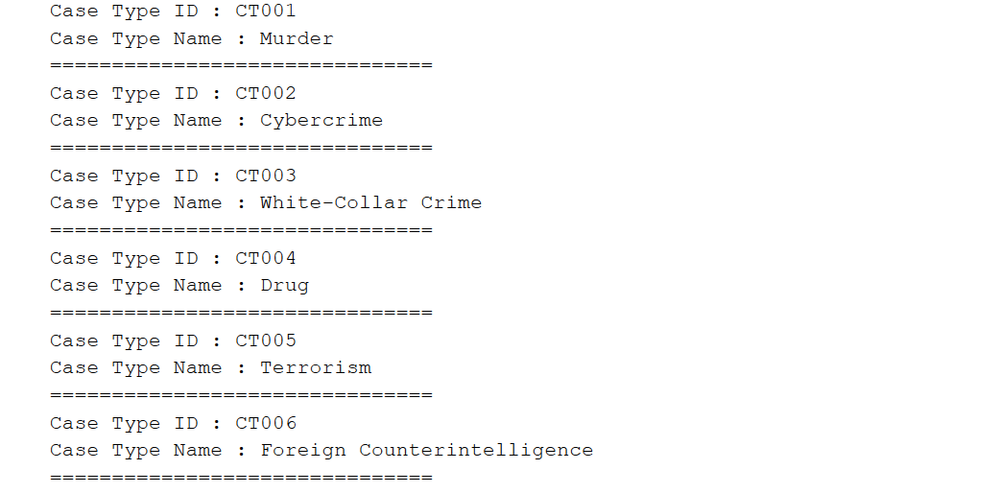 Case Type ID : CT001
Case Type Name : Murder
===============================
Case Type ID : CT002
Case Type Name : Cybercrime
===============================
Case Type ID : CT003
Case Type Name : White-Collar Crime
===============================
Case Type ID : CT004
Case Type Name : Drug
===============================
Case Type ID : CT005
Case Type Name : Terrorism
===============================
Case Type ID : CT006
Case Type Name : Foreign Counterintelligence
===============================